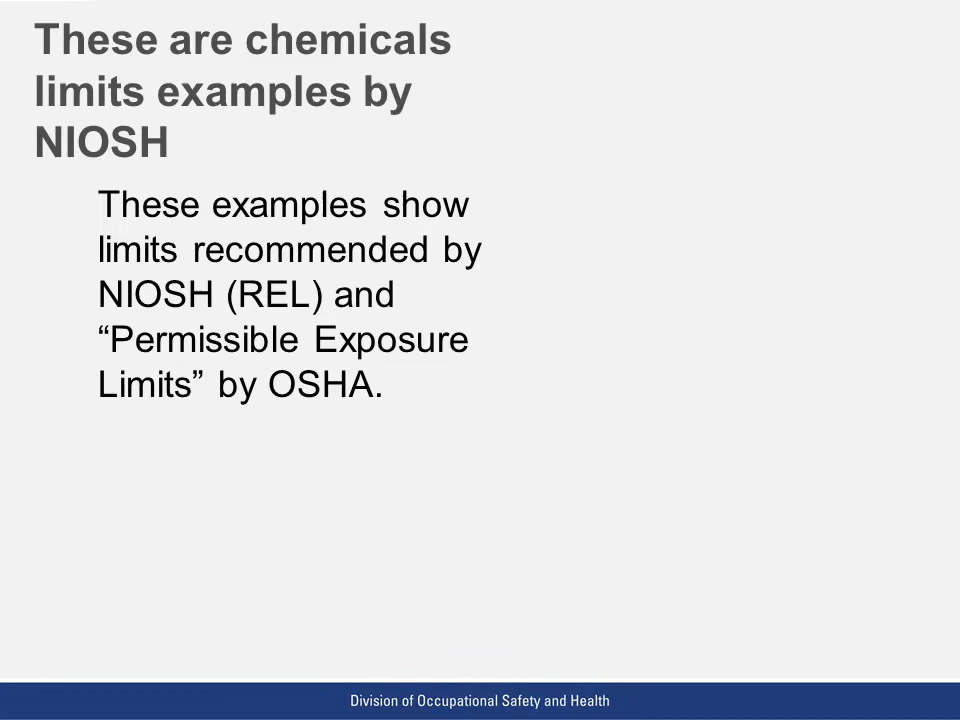 These are chemicals
limits examples by
NIOSH
These examples show
limits recommended by
NIOSH (REL) and
“Permissible Exposure
Limits” by OSHA.
Division of Occupational Safety and Health